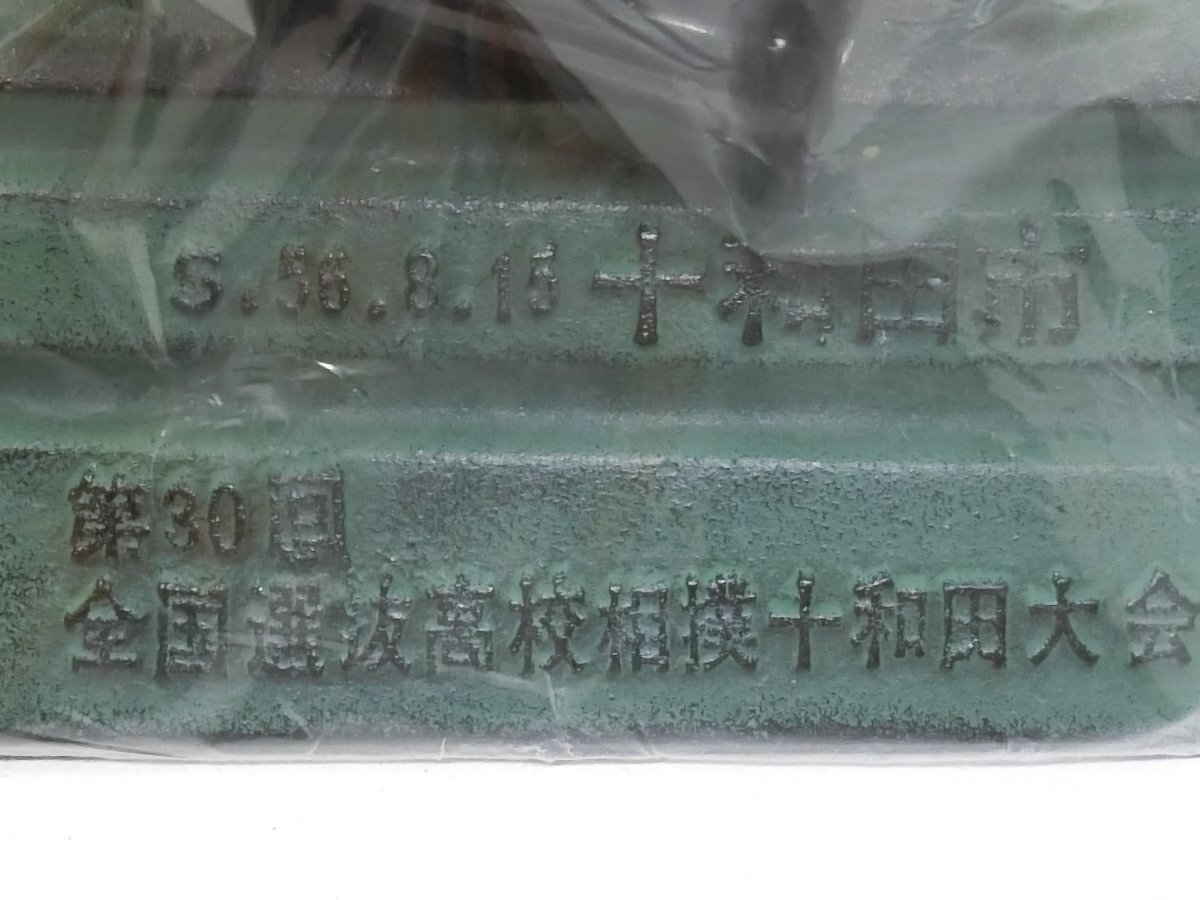 S.56.8.16 十和田市
第30回
全国選抜高校相撲十和田大会